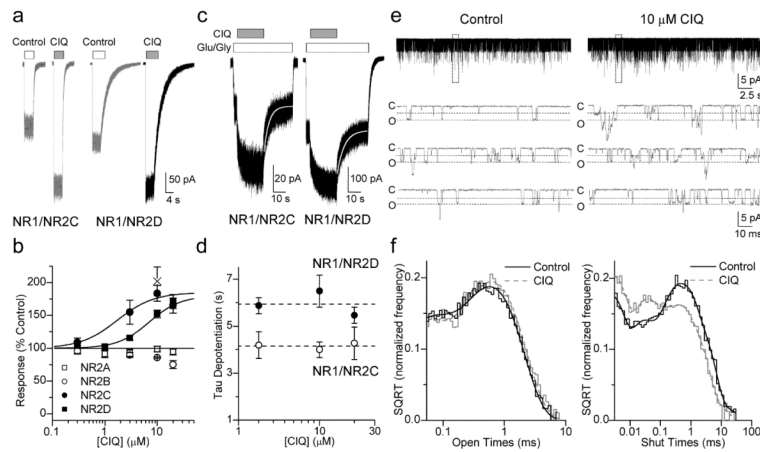 a
Control
CIQ
Control
CIQ
50 pA
4 s
NR1/NR2C
NR1/NR2D
b
Response (% Control)
200
150
100
50
0
0.1
1
10
[CIQ] (μM)
NR2A
NR2B
NR2C
NR2D
c
CIQ
Glu/Gly
20 pA
10 s
100 pA
10 s
NR1/NR2C
NR1/NR2D
d
Tau Depotentiation (s)
9
7
5
3
1
1
10
30
[CIQ] (μM)
NR1/NR2D
NR1/NR2C
e
Control
10 μM CIQ
5 pA
2.5 s
C
O
C
O
C
O
C
O
C
O
C
O
5 pA
10 ms
f
SQRT (normalized frequency)
0.2
0.1
0
0.1
1
10
Open Times (ms)
Control
CIQ
SQRT (normalized frequency)
0.2
0.1
0
0.01
0.1
1
10
100
Shut Times (ms)
Control
CIQ